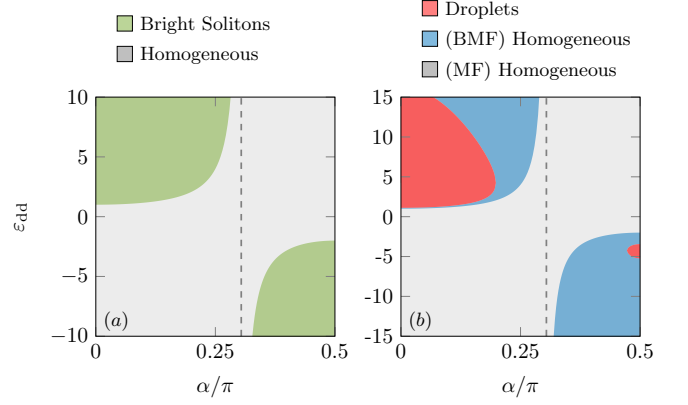 Bright Solitons
Homogeneous
Droplets
(BMF) Homogeneous
(MF) Homogeneous
εdd
10
5
0
−5
−10
(a)
0
0.25
0.5
α/π
15
10
5
0
-5
-10
-15
(b)
0
0.25
0.5
α/π